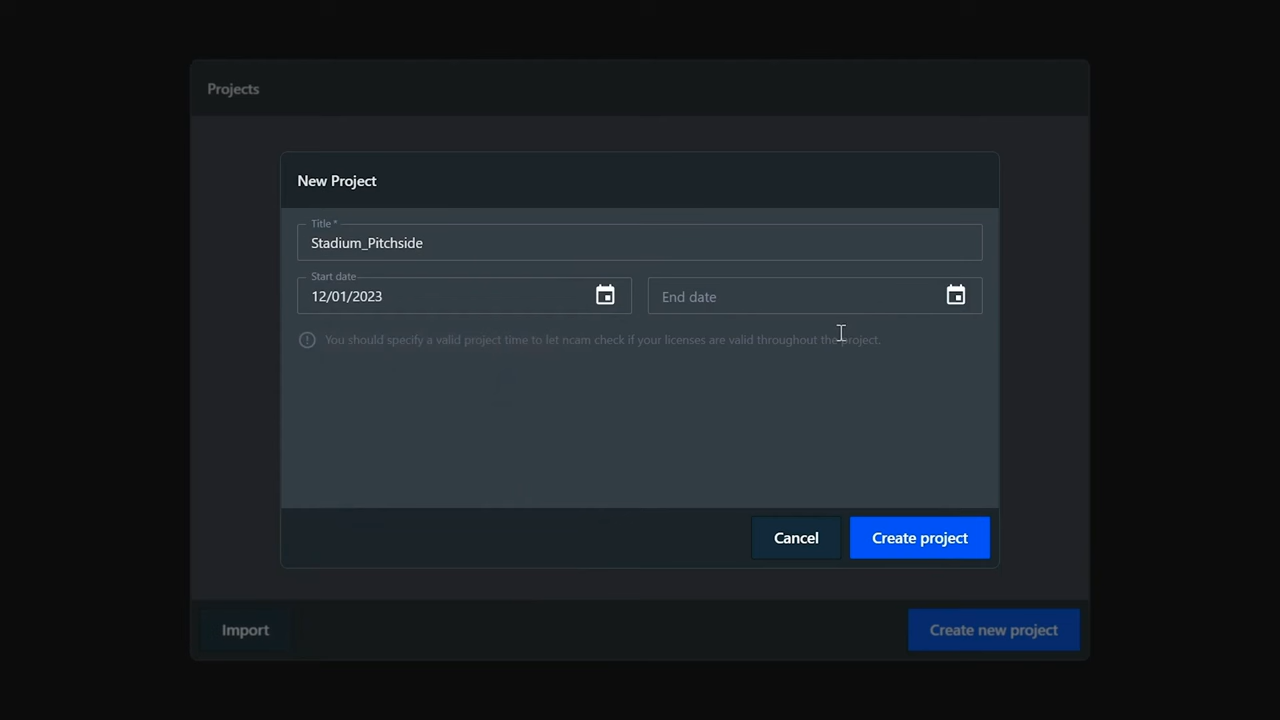 Projects
New Project
Title *
Stadium_Pitchside
Start date
12/01/2023
End date
You should specify a valid project time to let ncam check if your licenses are valid throughout the project.
Cancel
Create project
Import
Create new project